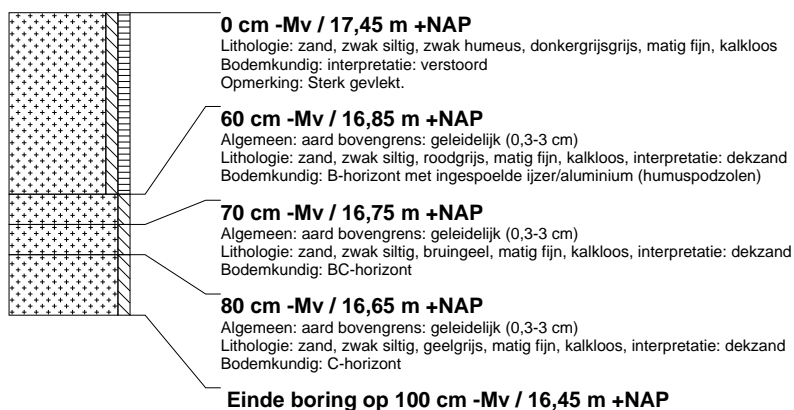 0 cm -Mv / 17,45 m +NAP
Lithologie: zand, zwak siltig, zwak humeus, donkergrijsgrijs, matig fijn, kalkloos
Bodemkundig: interpretatie: verstoord
Opmerking: Sterk gevlekt.
60 cm -Mv / 16,85 m +NAP
Algemeen: aard bovengrens: geleidelijk (0,3-3 cm)
Lithologie: zand, zwak siltig, roodgrijs, matig fijn, kalkloos, interpretatie: dekzand
Bodemkundig: B-horizont met ingespoelde ijzer/aluminium (humuspodzolen)
70 cm -Mv / 16,75 m +NAP
Algemeen: aard bovengrens: geleidelijk (0,3-3 cm)
Lithologie: zand, zwak siltig, bruingeel, matig fijn, kalkloos, interpretatie: dekzand
Bodemkundig: BC-horizont
80 cm -Mv / 16,65 m +NAP
Algemeen: aard bovengrens: geleidelijk (0,3-3 cm)
Lithologie: zand, zwak siltig, geelgrijs, matig fijn, kalkloos, interpretatie: dekzand
Bodemkundig: C-horizont
Einde boring op 100 cm -Mv / 16,45 m +NAP